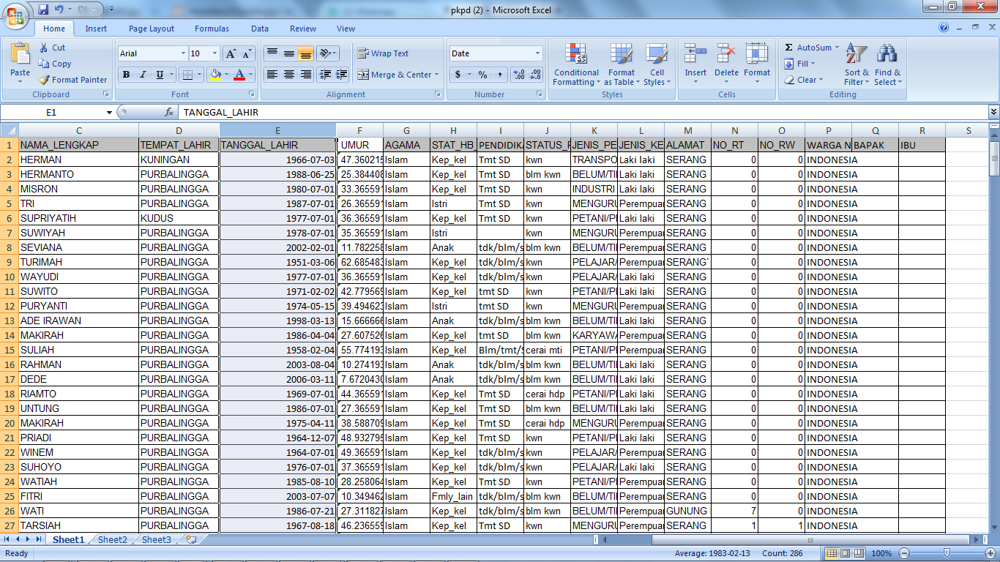 pkpd (2) - Microsoft Excel
Home Insert Page Layout Formulas Data Review View
Paste Cut Copy Format Painter Clipboard
Arial 10 A A B I U A Font
Wrap Text Merge & Center Alignment
Date $ % , Number
Conditional Formatting Format as Table Cell Styles Styles
Insert Delete Format Cells
Σ AutoSum Fill Clear Sort & Filter Find & Select Editing
E1 fx TANGGAL_LAHIR
C D E F G H I J K L M N O P Q R S
1 NAMA_LENGKAP TEMPAT_LAHIR TANGGAL_LAHIR UMUR AGAMA STAT_HB_ PENDIDIKA STATUS_P JENIS_PE JENIS_KE ALAMAT NO_RT NO_RW WARGA N BAPAK IBU
2 HERMAN KUNINGAN 1966-07-03 47.360215 Islam Kep_kel Tmt SD kwn TRANSPO Laki laki SERANG 0 0 INDONESIA
3 HERMANTO PURBALINGGA 1988-06-25 25.384408 Islam Kep_kel Tmt SD blm kwn BELUM/TI Laki laki SERANG 0 0 INDONESIA
4 MISRON PURBALINGGA 1980-07-01 33.365591 Islam Kep_kel Tmt SD kwn INDUSTRI Laki laki SERANG 0 0 INDONESIA
5 TRI PURBALINGGA 1987-07-01 26.365591 Islam Istri Tmt SD kwn MENGURU Perempuan SERANG 0 0 INDONESIA
6 SUPRIYATIH KUDUS 1977-07-01 36.365591 Islam Kep_kel Tmt SD kwn PETANI/PE Laki laki SERANG 0 0 INDONESIA
7 SUWIYAH PURBALINGGA 1978-07-01 35.365591 Islam Istri kwn MENGURU Perempuan SERANG 0 0 INDONESIA
8 SEVIANA PURBALINGGA 2002-02-01 11.782258 Islam Anak tdk/blm/s blm kwn BELUM/TI Perempuan SERANG 0 0 INDONESIA
9 TURIMAH PURBALINGGA 1951-03-06 62.685483 Islam Kep_kel tdk/blm/s kwn PELAJAR/ Perempuan SERANG` 0 0 INDONESIA
10 WAYUDI PURBALINGGA 1977-07-01 36.365591 Islam Kep_kel tdk/blm/s kwn PELAJAR/ Laki laki SERANG 0 0 INDONESIA
11 SUWITO PURBALINGGA 1971-02-02 42.779569 Islam Kep_kel tmt SD kwn PETANI/PE Laki laki SERANG 0 0 INDONESIA
12 PURYANTI PURBALINGGA 1974-05-15 39.494623 Islam Istri tmt SD kwn MENGURU Perempuan SERANG 0 0 INDONESIA
13 ADE IRAWAN PURBALINGGA 1998-03-13 15.666666 Islam Anak tdk/blm/s blm kwn BELUM/TI Laki laki SERANG 0 0 INDONESIA
14 MAKIRAH PURBALINGGA 1986-04-04 27.607526 Islam Kep_kel tmt SD blm kwn KARYAWA Laki laki SERANG 0 0 INDONESIA
15 SULIAH PURBALINGGA 1958-02-04 55.774193 Islam Kep_kel Blm/tmt/S cerai mti PETANI/PE Perempuan SERANG 0 0 INDONESIA
16 RAHMAN PURBALINGGA 2003-08-04 10.274193 Islam Anak tdk/blm/s blm kwn BELUM/TI Laki laki SERANG 0 0 INDONESIA
17 DEDE PURBALINGGA 2006-03-11 7.6720430 Islam Anak tdk/blm/s blm kwn BELUM/TI Laki laki SERANG 0 0 INDONESIA
18 RIAMTO PURBALINGGA 1969-07-01 44.365591 Islam Kep_kel Tmt SD cerai hdp PETANI/PE Laki laki SERANG 0 0 INDONESIA
19 UNTUNG PURBALINGGA 1986-07-01 27.365591 Islam Kep_kel Tmt SD blm kwn BELUM/TI Laki laki SERANG 0 0 INDONESIA
20 MAKIRAH PURBALINGGA 1975-04-11 38.588709 Islam Kep_kel Tmt SD cerai hdp MENGURU Perempuan SERANG 0 0 INDONESIA
21 PRIADI PURBALINGGA 1964-12-07 48.932795 Islam Kep_kel Tmt SD kwn PETANI/PE Laki laki SERANG 0 0 INDONESIA
22 WINEM PURBALINGGA 1964-07-01 49.365591 Islam Kep_kel Tmt SD kwn PELAJAR/ Perempuan SERANG 0 0 INDONESIA
23 SUHOYO PURBALINGGA 1976-07-01 37.365591 Islam Kep_kel Tmt SD kwn PELAJAR/ Laki laki SERANG 0 0 INDONESIA
24 WATIAH PURBALINGGA 1985-08-10 28.258064 Islam Kep_kel Tmt SD kwn PETANI/PE Perempuan SERANG 0 0 INDONESIA
25 FITRI PURBALINGGA 2003-07-07 10.349462 Islam Fmly_lain tdk/blm/s blm kwn BELUM/TI Perempuan SERANG 0 0 INDONESIA
26 WATI PURBALINGGA 1986-07-21 27.311827 Islam Kep_kel tdk/blm/s kwn BELUM/TI Perempuan GUNUNG 7 0 INDONESIA
27 TARSIAH PURBALINGGA 1967-08-18 46.236559 Islam Kep_kel Tmt SD kwn MENGURU Perempuan SERANG 1 1 INDONESIA
Sheet1 Sheet2 Sheet3
Ready Average: 1983-02-13 Count: 286 100%